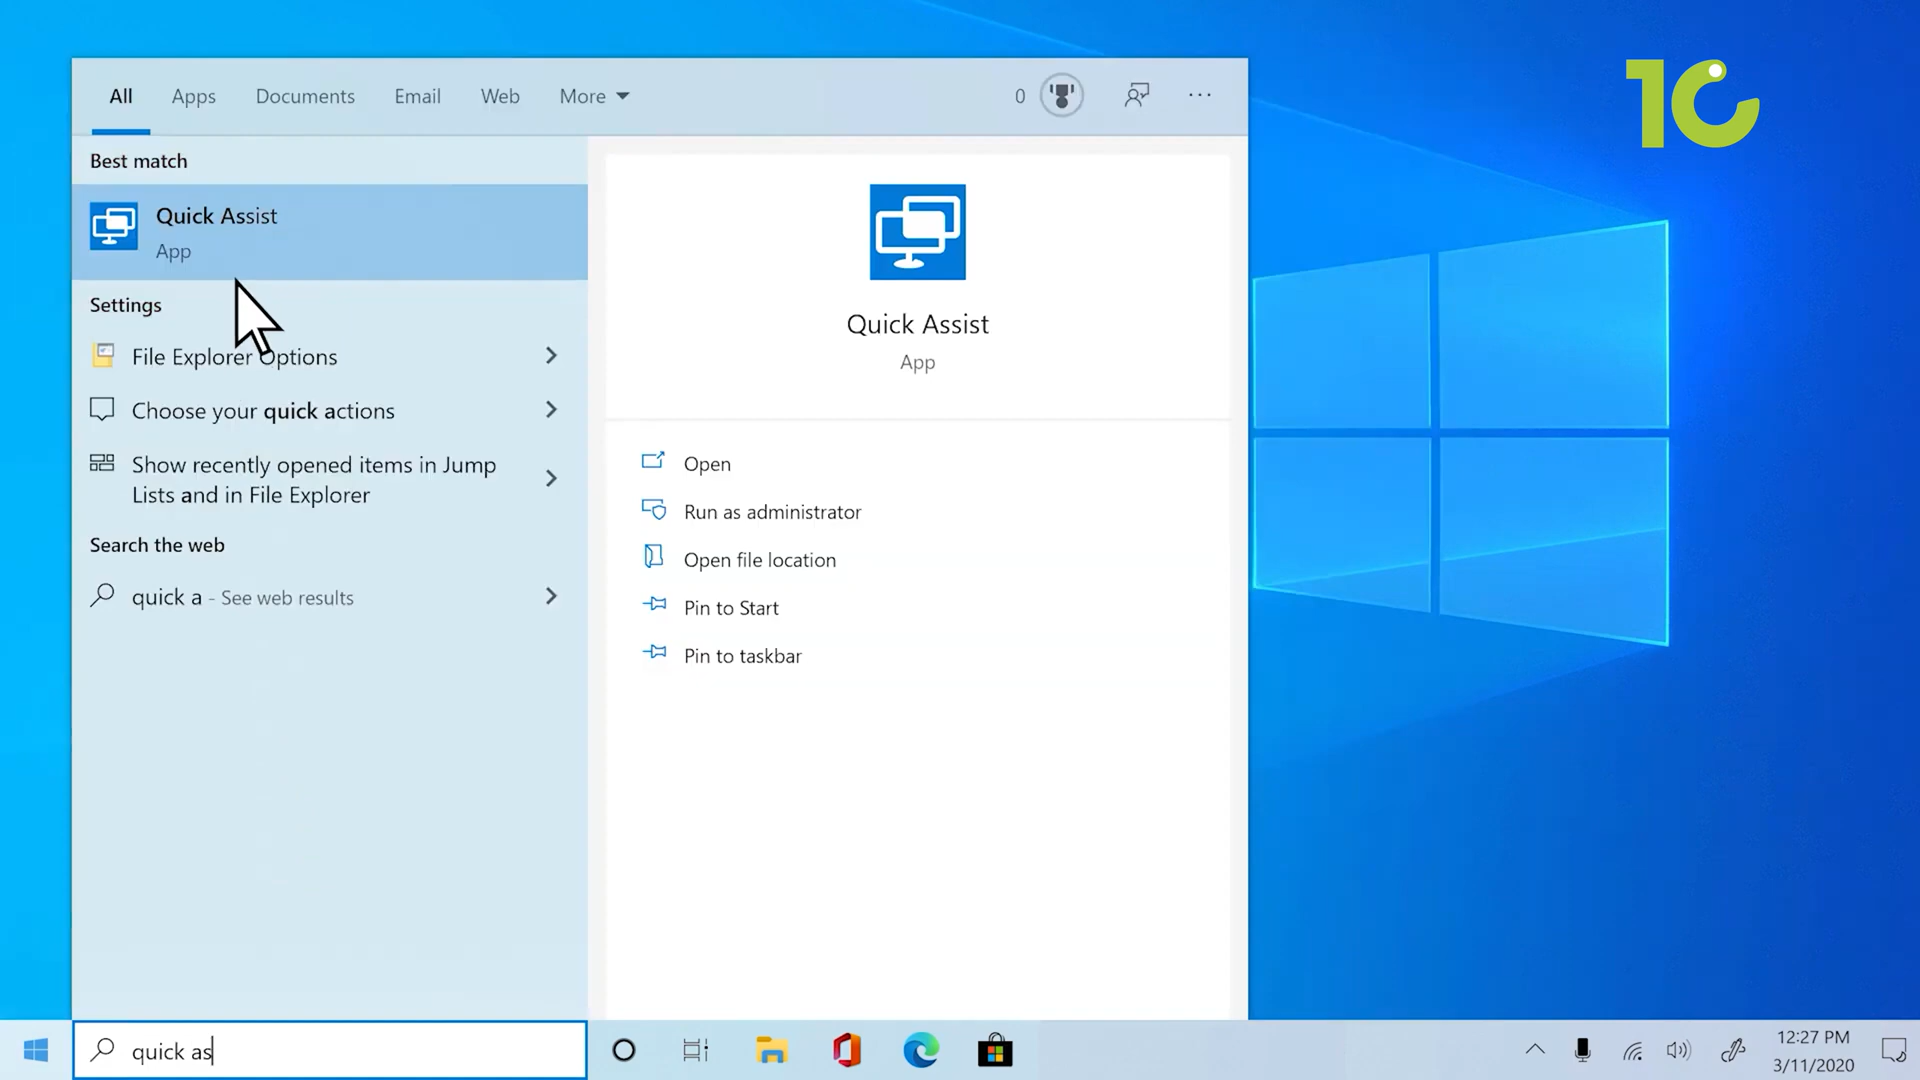 All Apps Documents Email Web More 0 ...
Best match
Quick Assist
App
Settings
File Explorer Options
Choose your quick actions
Show recently opened items in Jump
Lists and in File Explorer
Search the web
quick a - See web results
Quick Assist
App
Open
Run as administrator
Open file location
Pin to Start
Pin to taskbar
quick as
12:27 PM
3/11/2020
10